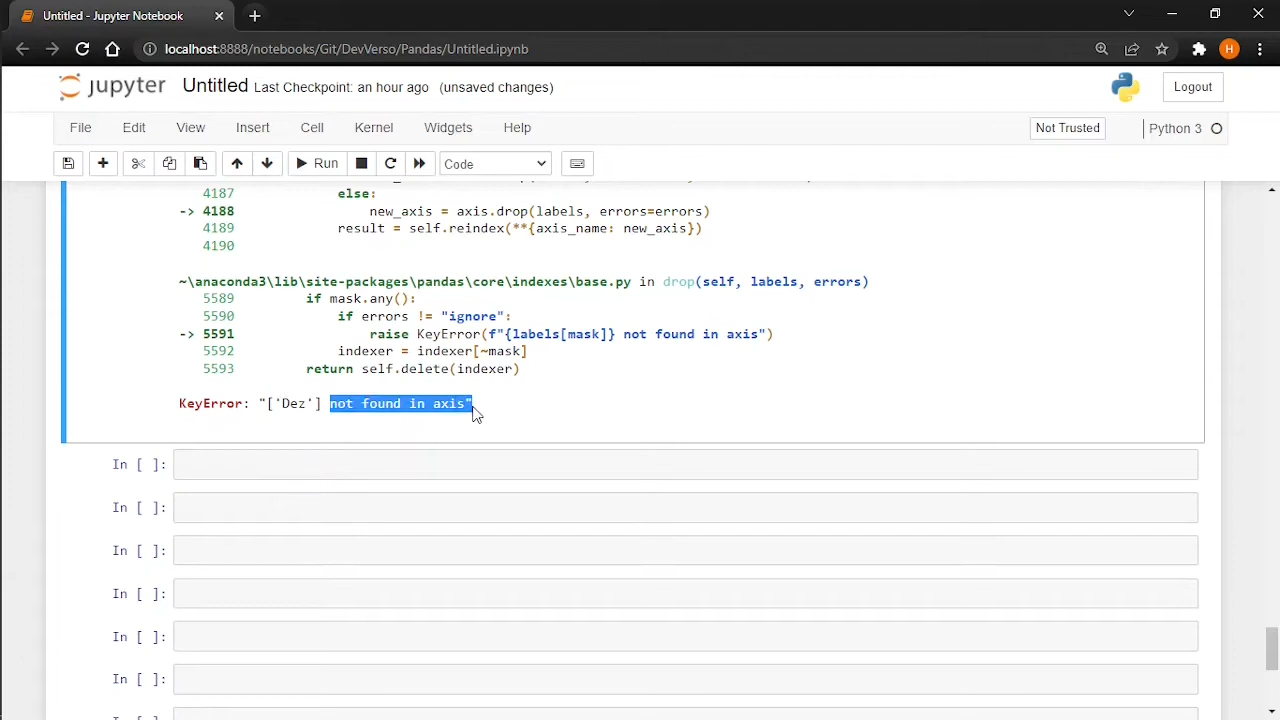 Untitled - Jupyter Notebook
localhost:8888/notebooks/Git/DevVerso/Pandas/Untitled.ipynb
H
jupyter Untitled Last Checkpoint: an hour ago (unsaved changes)
Logout
File Edit View Insert Cell Kernel Widgets Help
Not Trusted
Python 3
Run
Code
4187 else:
-> 4188 new_axis = axis.drop(labels, errors=errors)
4189 result = self.reindex(**{axis_name: new_axis})
4190
~\anaconda3\lib\site-packages\pandas\core\indexes\base.py in drop(self, labels, errors)
5589 if mask.any():
5590 if errors != "ignore":
-> 5591 raise KeyError(f"{labels[mask]} not found in axis")
5592 indexer = indexer[~mask]
5593 return self.delete(indexer)
KeyError: "['Dez'] not found in axis"
In [ ]:
In [ ]:
In [ ]:
In [ ]:
In [ ]:
In [ ]: